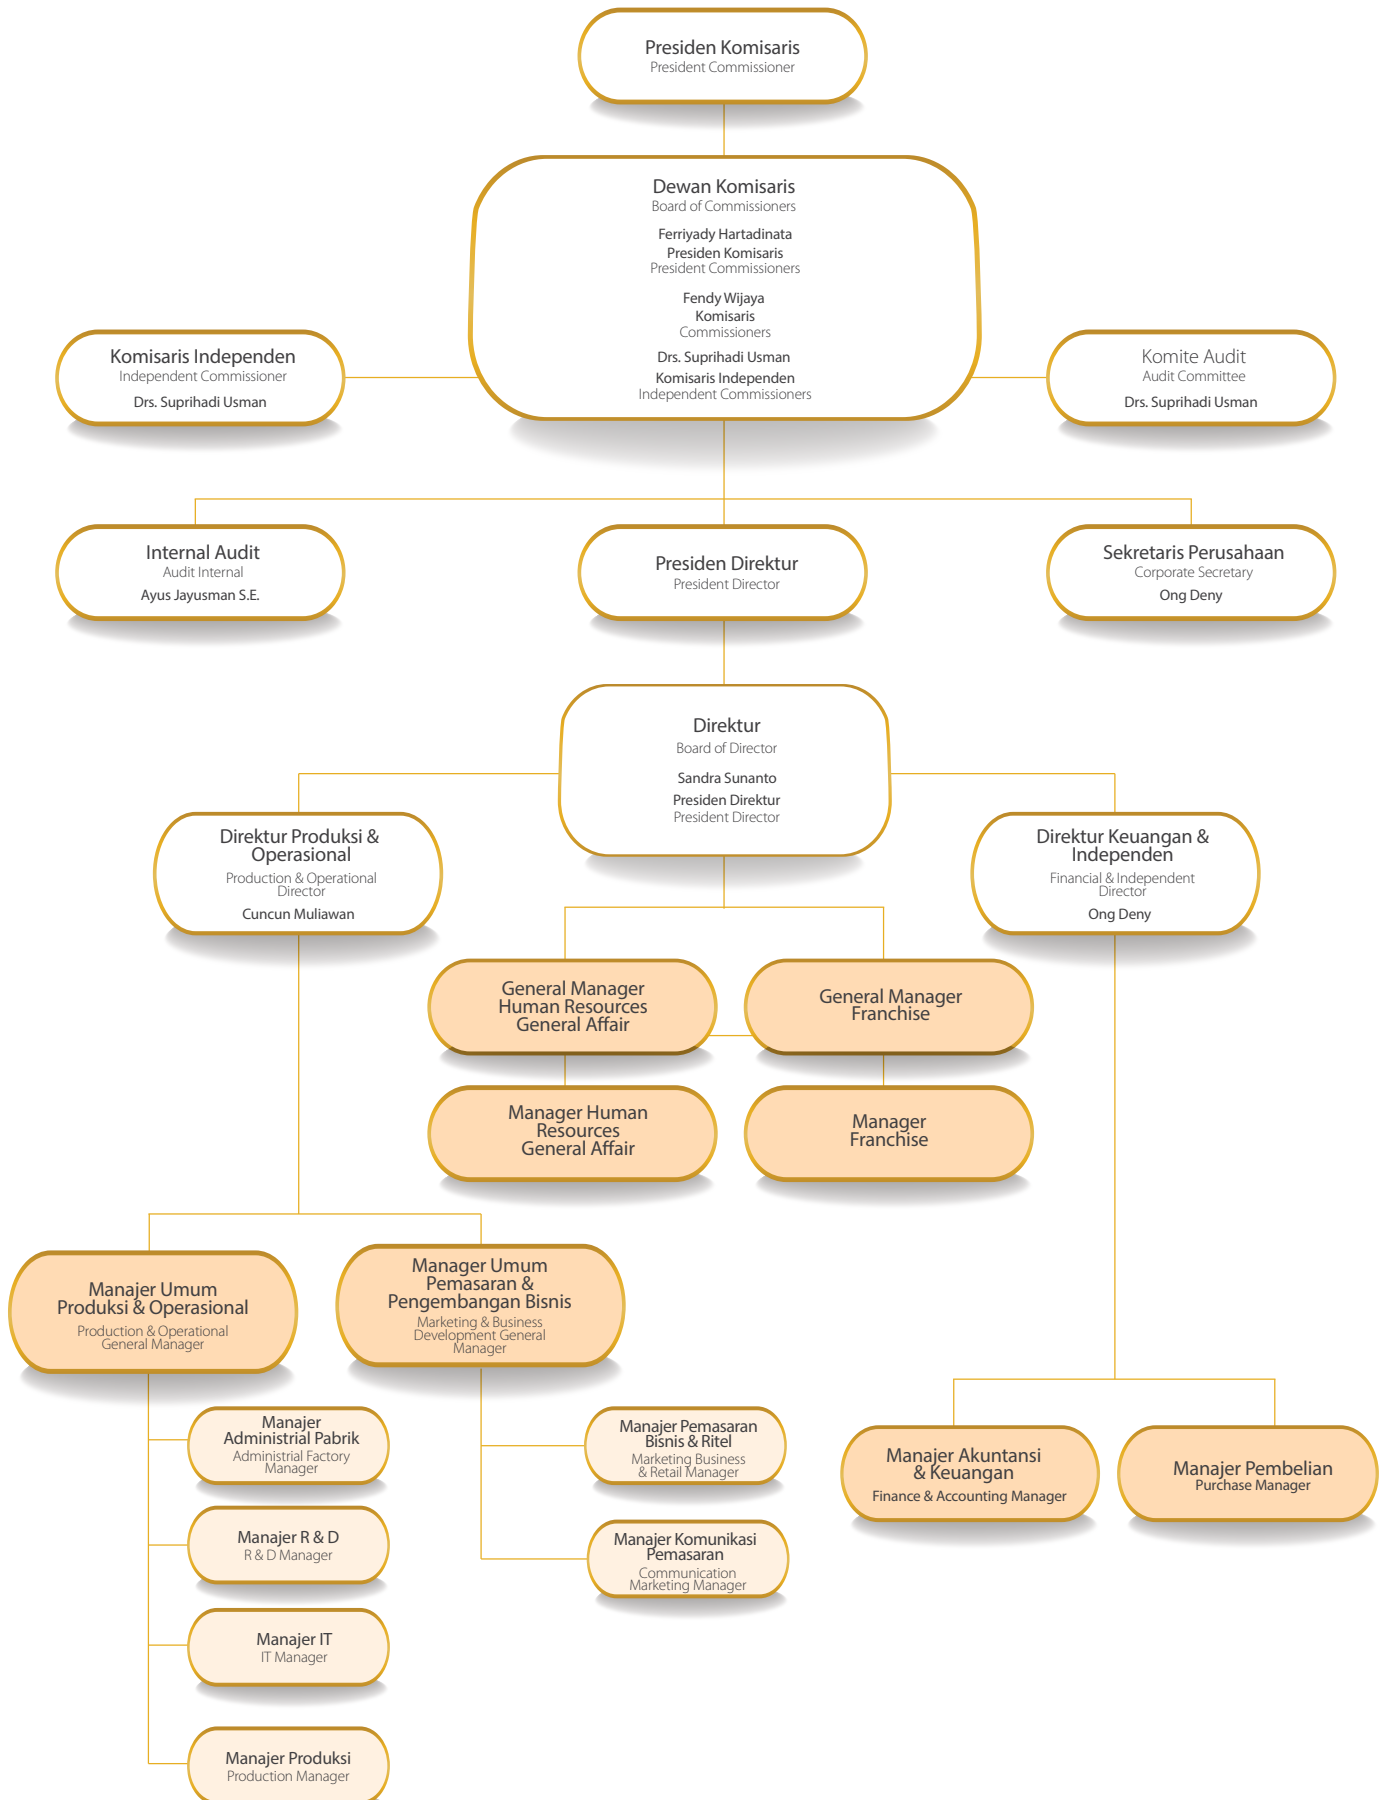 Presiden Komisaris
President Commissioner
Dewan Komisaris
Board of Commissioners
Ferriyady Hartadinata
Presiden Komisaris
President Commissioners
Fendy Wijaya
Komisaris
Commissioners
Drs. Suprihadi Usman
Komisaris Independen
Independent Commissioners
Komisaris Independen
Independent Commissioner
Drs. Suprihadi Usman
Komite Audit
Audit Committee
Drs. Suprihadi Usman
Internal Audit
Audit Internal
Ayus Jayusman S.E.
Presiden Direktur
President Director
Sekretaris Perusahaan
Corporate Secretary
Ong Deny
Direktur
Board of Director
Sandra Sunanto
Presiden Direktur
President Director
Direktur Produksi &
Operasional
Production & Operational
Director
Cuncun Muliawan
Direktur Keuangan &
Independen
Financial & Independent
Director
Ong Deny
General Manager
Human Resources
General Affair
General Manager
Franchise
Manager Human
Resources
General Affair
Manager
Franchise
Manajer Umum
Produksi & Operasional
Production & Operational
General Manager
Manager Umum
Pemasaran &
Pengembangan Bisnis
Marketing & Business
Development General
Manager
Manajer
Administrial Pabrik
Administrial Factory
Manager
Manajer R & D
R & D Manager
Manajer IT
IT Manager
Manajer Produksi
Production Manager
Manajer Pemasaran
Bisnis & Ritel
Marketing Business
& Retail Manager
Manajer Komunikasi
Pemasaran
Communication
Marketing Manager
Manajer Akuntansi
& Keuangan
Finance & Accounting Manager
Manajer Pembelian
Purchase Manager